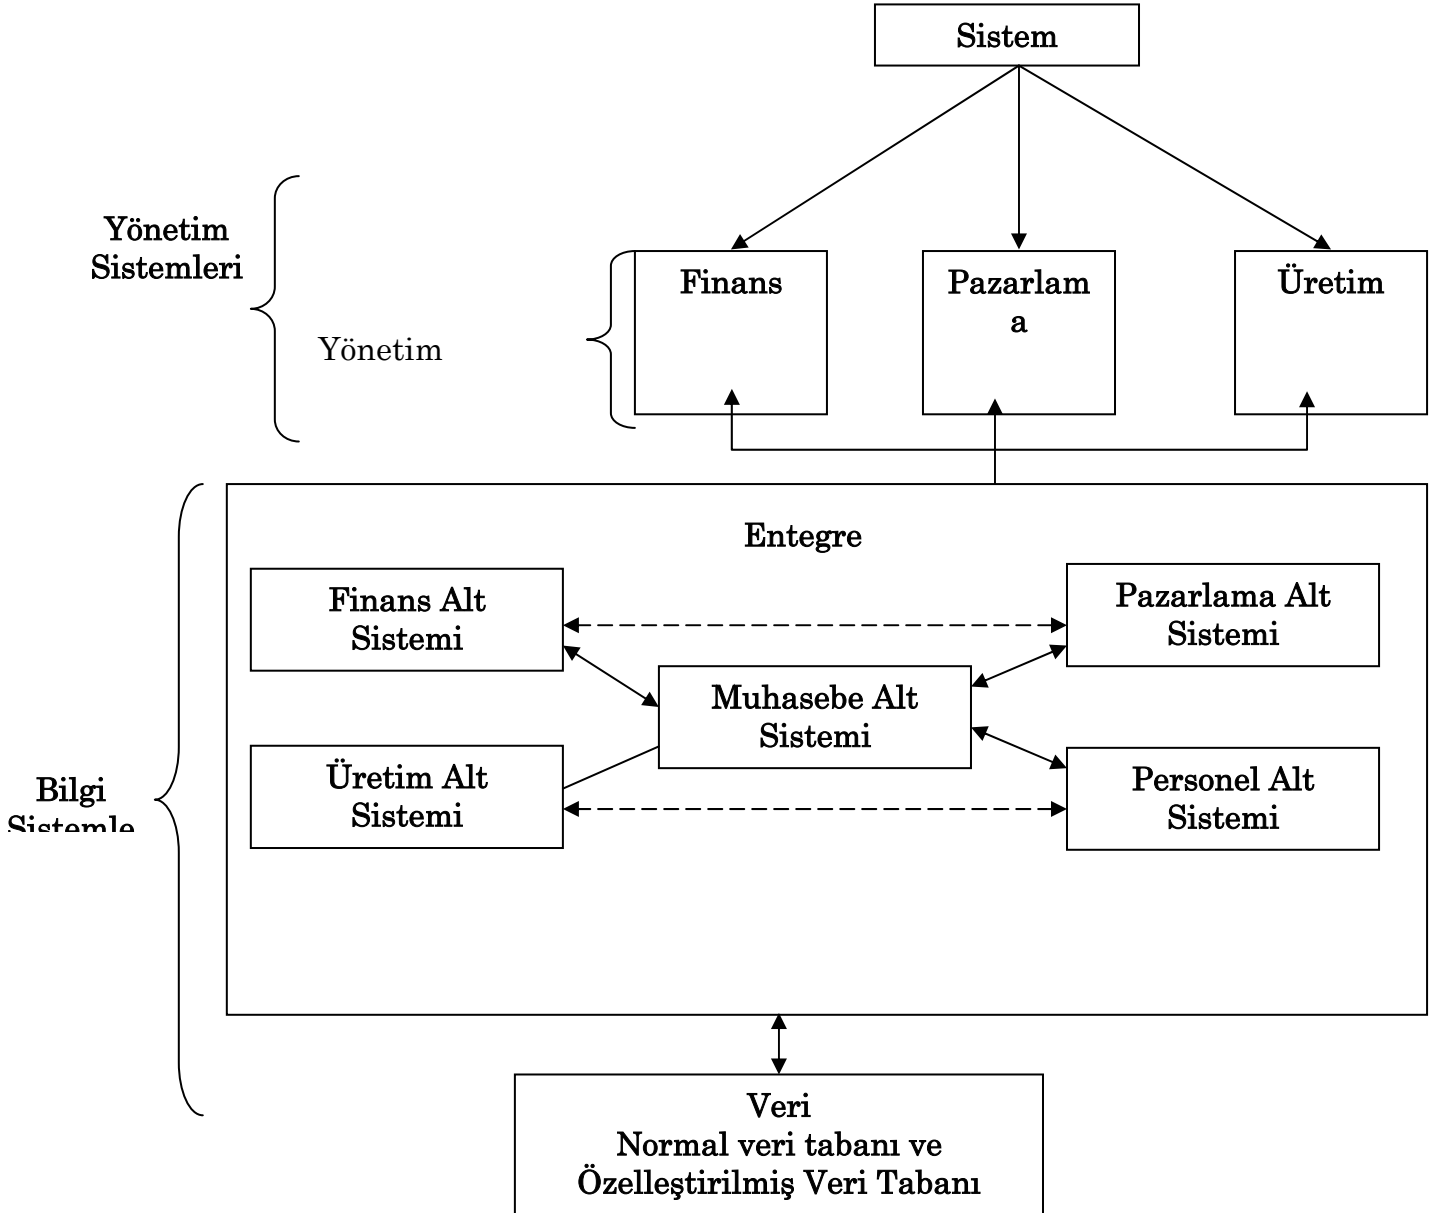 Sistem
Yönetim
Sistemleri
Finans
Pazarlam
a
Üretim
Yönetim
Entegre
Finans Alt
Sistemi
Pazarlama Alt
Sistemi
Muhasebe Alt
Sistemi
Üretim Alt
Sistemi
Personel Alt
Sistemi
Bilgi
Sistemle
Veri
Normal veri tabanı ve
Özelleştirilmiş Veri Tabanı